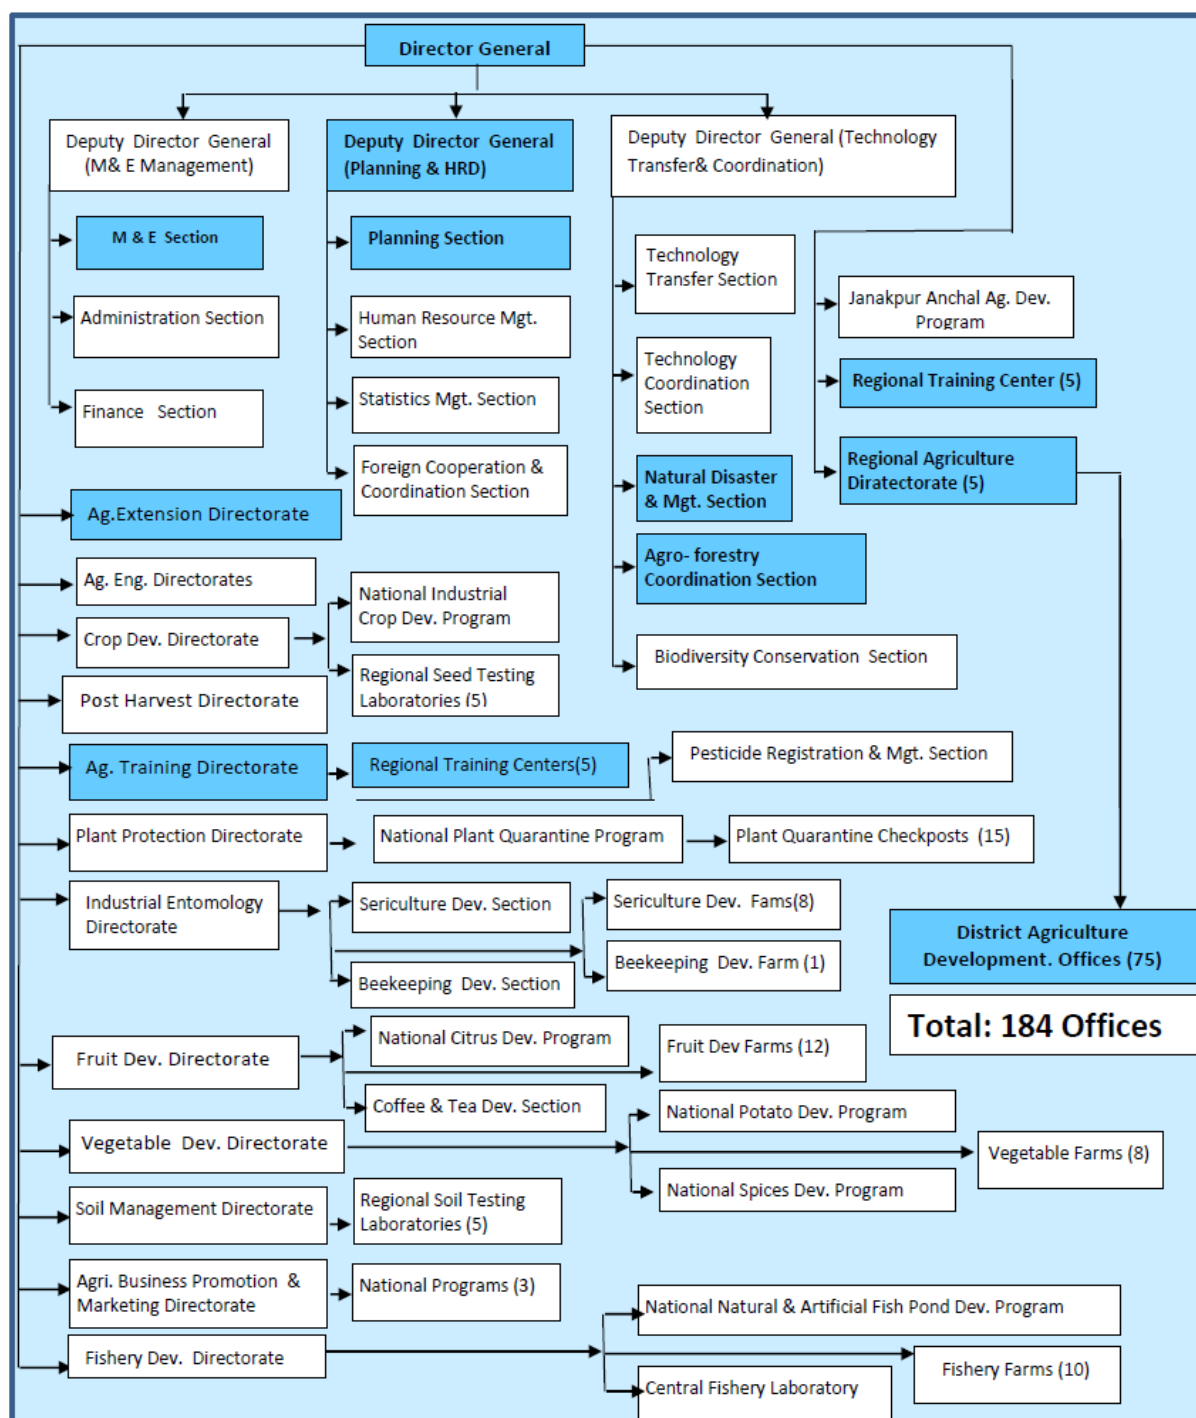 Director General
Deputy Director General
(M& E Management)
Deputy Director General
(Planning & HRD)
Deputy Director General (Technology
Transfer& Coordination)
M & E Section
Administration Section
Finance Section
Planning Section
Human Resource Mgt.
Section
Statistics Mgt. Section
Foreign Cooperation &
Coordination Section
Technology
Transfer Section
Technology
Coordination
Section
Natural Disaster
& Mgt. Section
Agro- forestry
Coordination Section
Biodiversity Conservation Section
Janakpur Anchal Ag. Dev.
Program
Regional Training Center (5)
Regional Agriculture
Diratectorate (5)
Ag.Extension Directorate
Ag. Eng. Directorates
Crop Dev. Directorate
National Industrial
Crop Dev. Program
Regional Seed Testing
Laboratories (5)
Post Harvest Directorate
Ag. Training Directorate
Regional Training Centers(5)
Pesticide Registration & Mgt. Section
Plant Protection Directorate
National Plant Quarantine Program
Plant Quarantine Checkposts (15)
Industrial Entomology
Directorate
Sericulture Dev. Section
Beekeeping Dev. Section
Sericulture Dev. Fams(8)
Beekeeping Dev. Farm (1)
District Agriculture
Development. Offices (75)
Total: 184 Offices
Fruit Dev. Directorate
National Citrus Dev. Program
Coffee & Tea Dev. Section
Fruit Dev Farms (12)
Vegetable Dev. Directorate
National Potato Dev. Program
National Spices Dev. Program
Vegetable Farms (8)
Soil Management Directorate
Regional Soil Testing
Laboratories (5)
Agri. Business Promotion &
Marketing Directorate
National Programs (3)
Fishery Dev. Directorate
National Natural & Artificial Fish Pond Dev. Program
Fishery Farms (10)
Central Fishery Laboratory